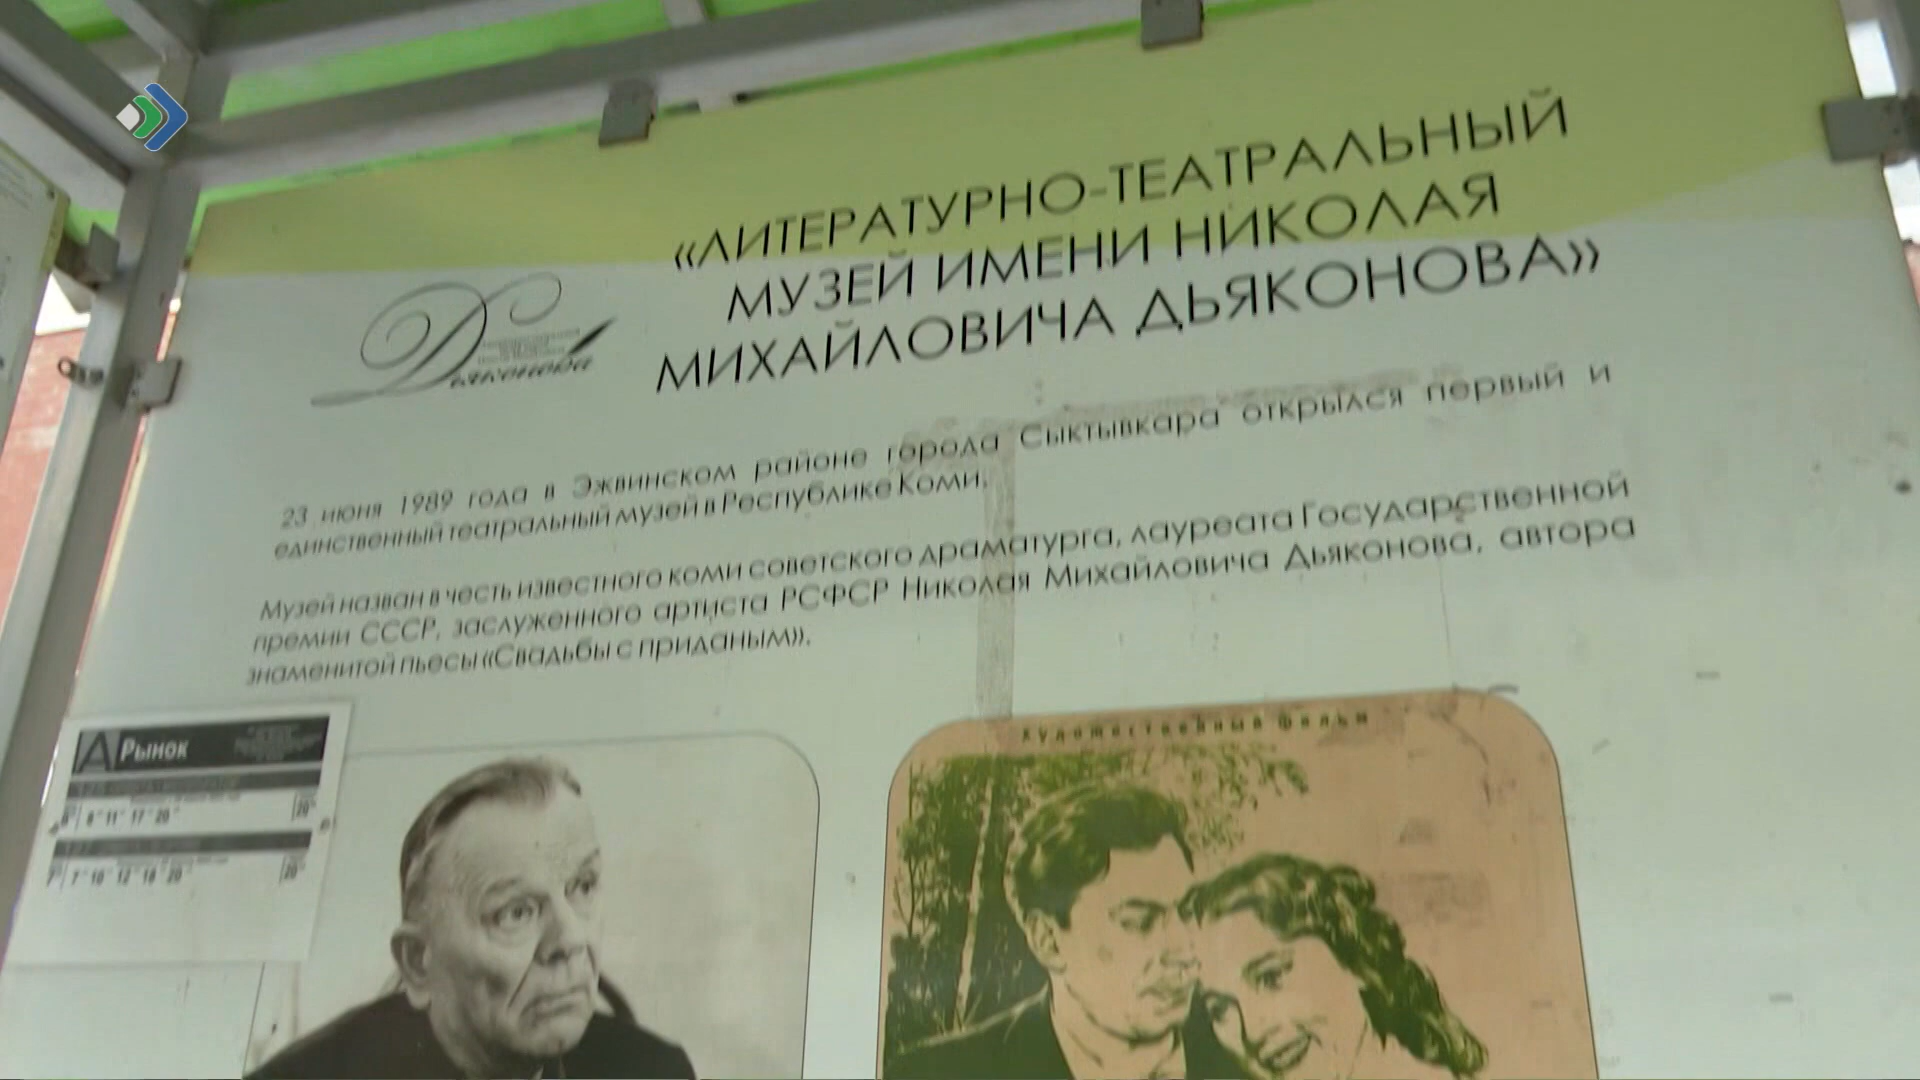 «ЛИТЕРАТУРНО-ТЕАТРАЛЬНЫЙ
МУЗЕЙ ИМЕНИ НИКОЛАЯ
МИХАЙЛОВИЧА ДЬЯКОНОВА»
Дьяконова
23 июня 1989 года в Эжвинском районе города Сыктывкара открылся первый и
единственный театральный музей в Республике Коми.
Музей назван в честь известного коми советского драматурга, лауреата Государственной
премии СССР, заслуженного артиста РСФСР Николая Михайловича Дьяконова, автора
знаменитой пьесы «Свадьбы с приданым».
А Рынок
Художественный фильм